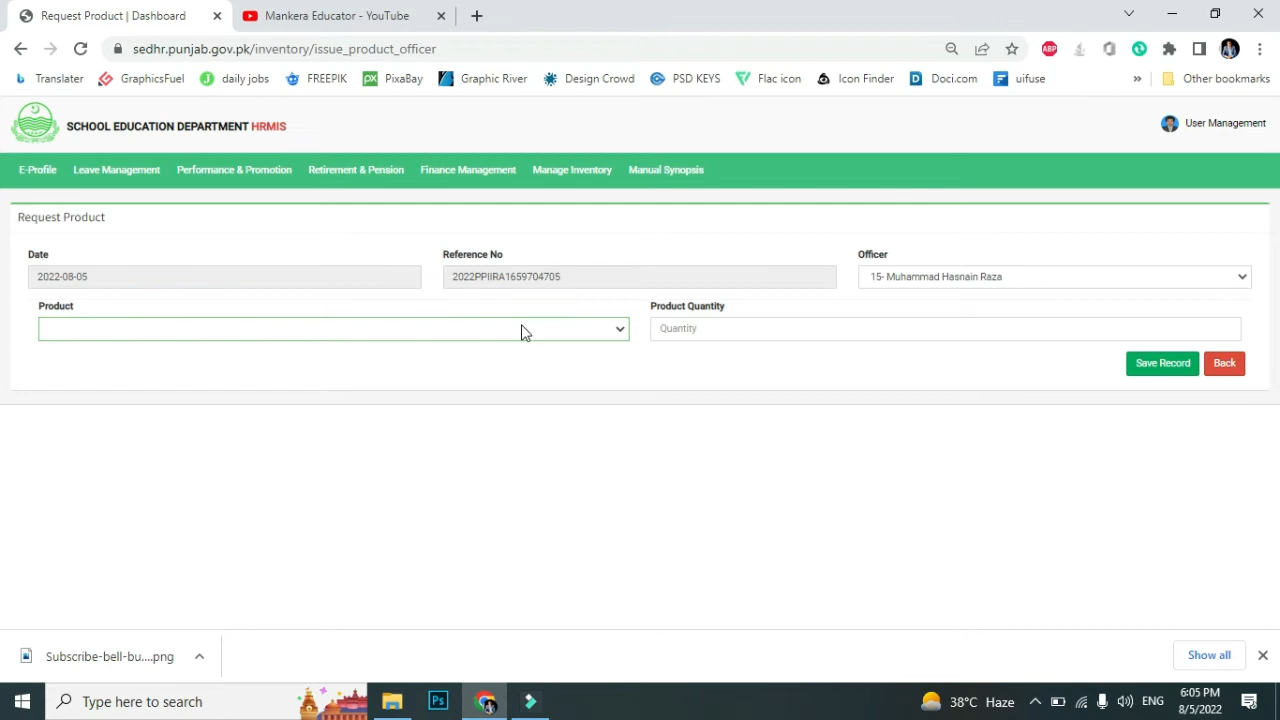 Request Product | Dashboard
Mankera Educator - YouTube
sedhr.punjab.gov.pk/inventory/issue_product_officer
ABP
Translater
GraphicsFuel
daily jobs
FREEPIK
PixaBay
Graphic River
Design Crowd
PSD KEYS
Flac icon
Icon Finder
Doci.com
uifuse
Other bookmarks
SCHOOL EDUCATION DEPARTMENT HRMIS
User Management
E-Profile
Leave Management
Performance & Promotion
Retirement & Pension
Finance Management
Manage Inventory
Manual Synopsis
Request Product
Date
Reference No
Officer
2022-08-05
2022PPIIRA1659704705
15- Muhammad Hasnain Raza
Product
Product Quantity
Quantity
Save Record
Back
Subscribe-bell-bu....png
Show all
Type here to search
Ps
38°C Haze
ENG
6:05 PM
8/5/2022